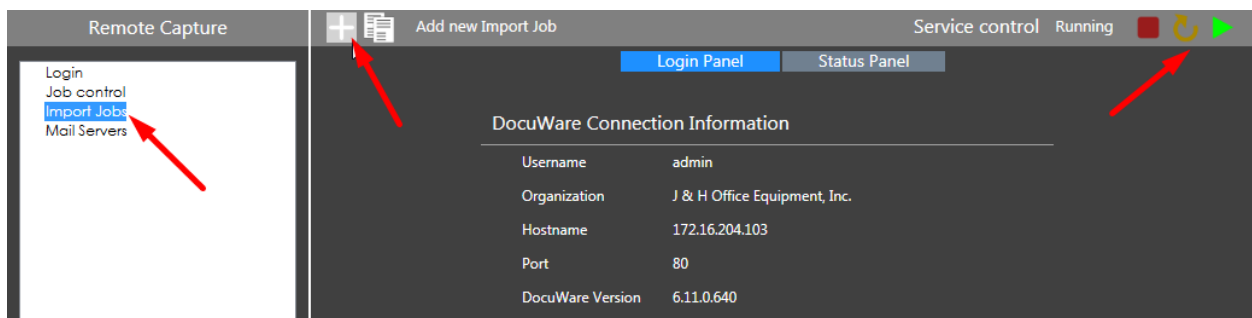 Remote Capture
Add new Import Job
Service control Running
Login
Job control
Import Jobs
Mail Servers
Login Panel
Status Panel
DocuWare Connection Information
Username admin
Organization J & H Office Equipment, Inc.
Hostname 172.16.204.103
Port 80
DocuWare Version 6.11.0.640